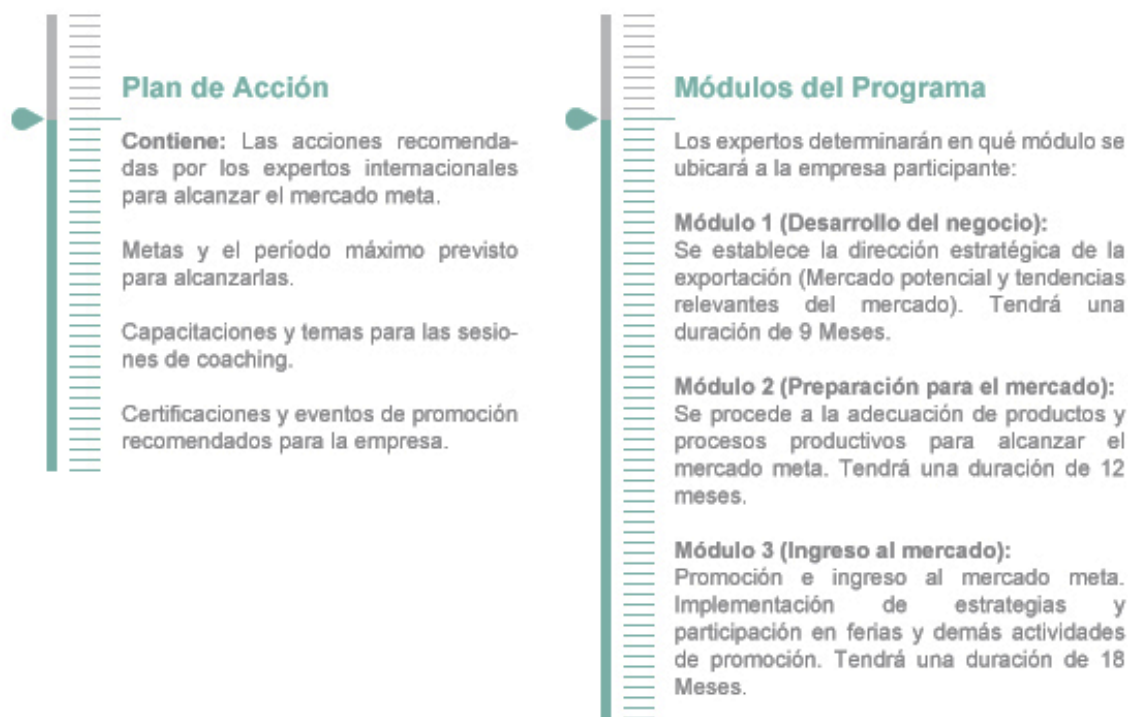 Plan de Acción
Contiene: Las acciones recomenda-
das por los expertos internacionales
para alcanzar el mercado meta.
Metas y el período máximo previsto
para alcanzarlas.
Capacitaciones y temas para las sesio-
nes de coaching.
Certificaciones y eventos de promoción
recomendados para la empresa.
Módulos del Programa
Los expertos determinarán en qué módulo se
ubicará a la empresa participante:
Módulo 1 (Desarrollo del negocio):
Se establece la dirección estratégica de la
exportación (Mercado potencial y tendencias
relevantes del mercado). Tendrá una
duración de 9 Meses.
Módulo 2 (Preparación para el mercado):
Se procede a la adecuación de productos y
procesos productivos para alcanzar el
mercado meta. Tendrá una duración de 12
meses.
Módulo 3 (Ingreso al mercado):
Promoción e ingreso al mercado meta.
Implementación de estrategias y
participación en ferias y demás actividades
de promoción. Tendrá una duración de 18
Meses.